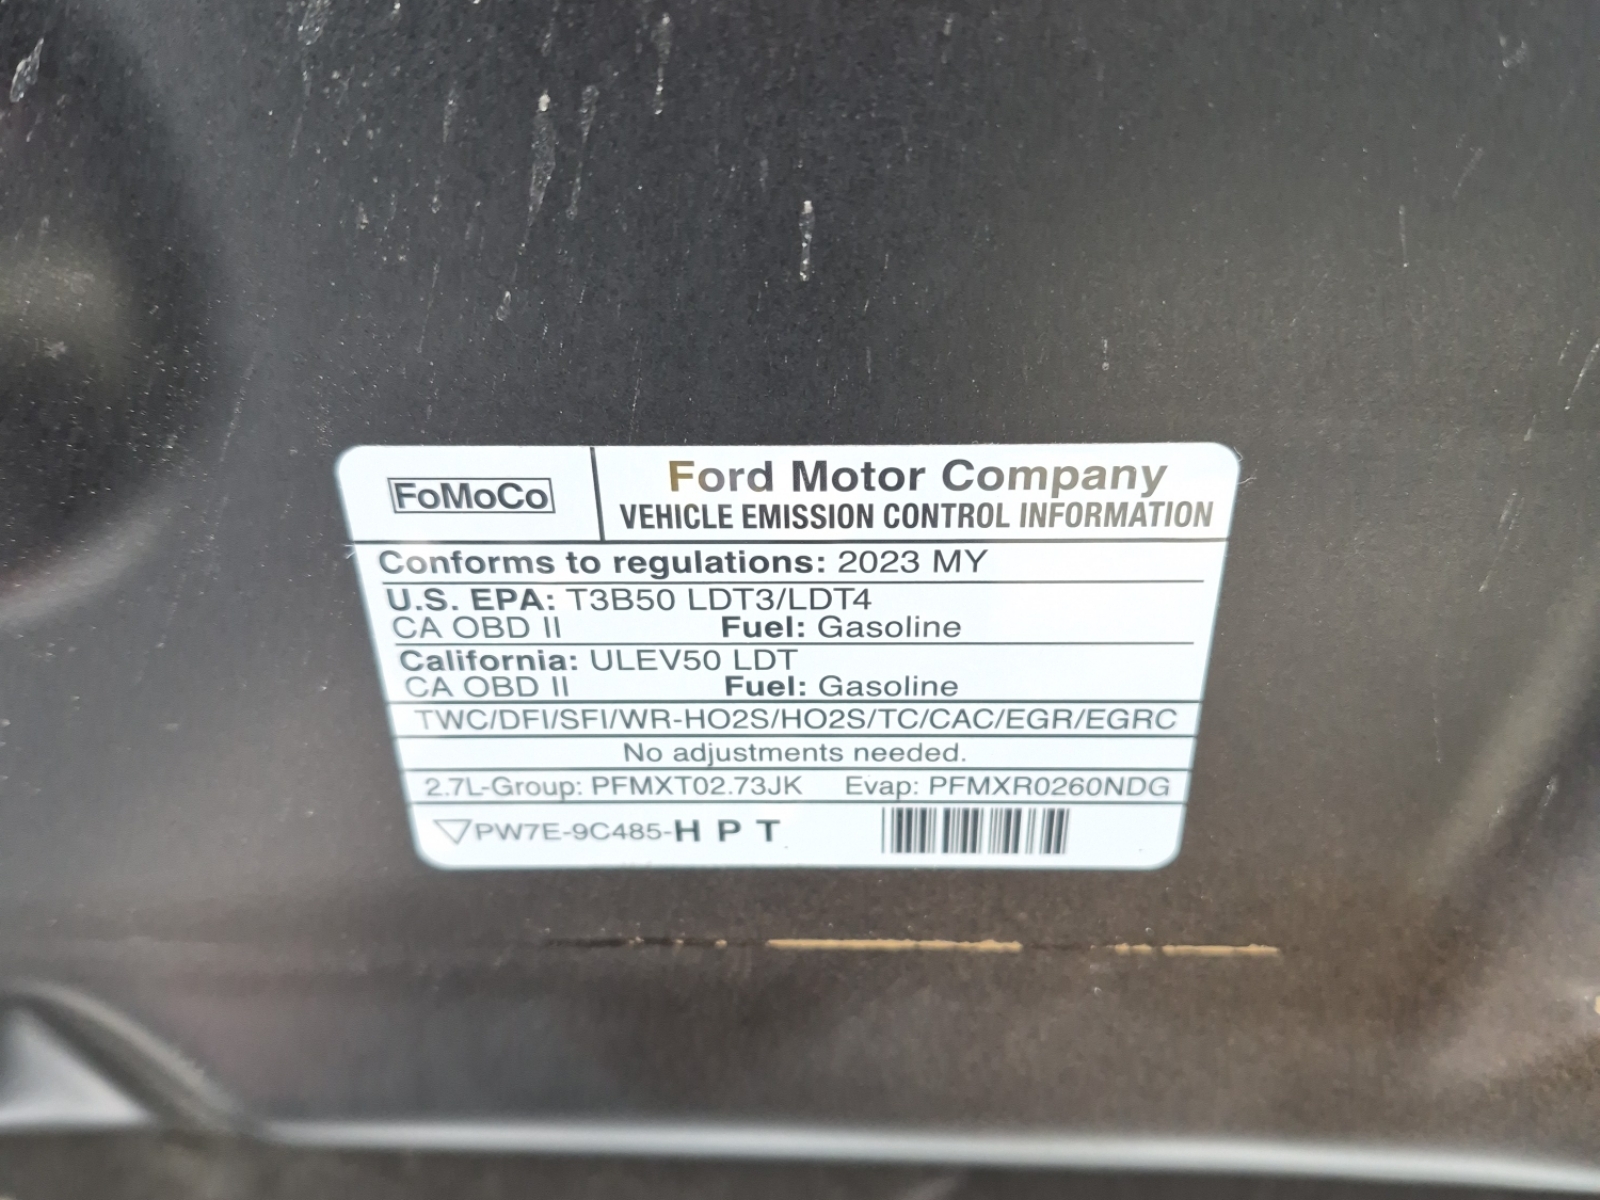 FoMoCo
Ford Motor Company
VEHICLE EMISSION CONTROL INFORMATION
Conforms to regulations: 2023 MY
U.S. EPA: T3B50 LDT3/LDT4
CA OBD II Fuel: Gasoline
California: ULEV50 LDT
CA OBD II Fuel: Gasoline
TWC/DFI/SFI/WR-HO2S/HO2S/TC/CAC/EGR/EGRC
No adjustments needed.
2.7L-Group: PFMXT02.73JK Evap: PFMXR0260NDG
PW7E-9C485-H P T